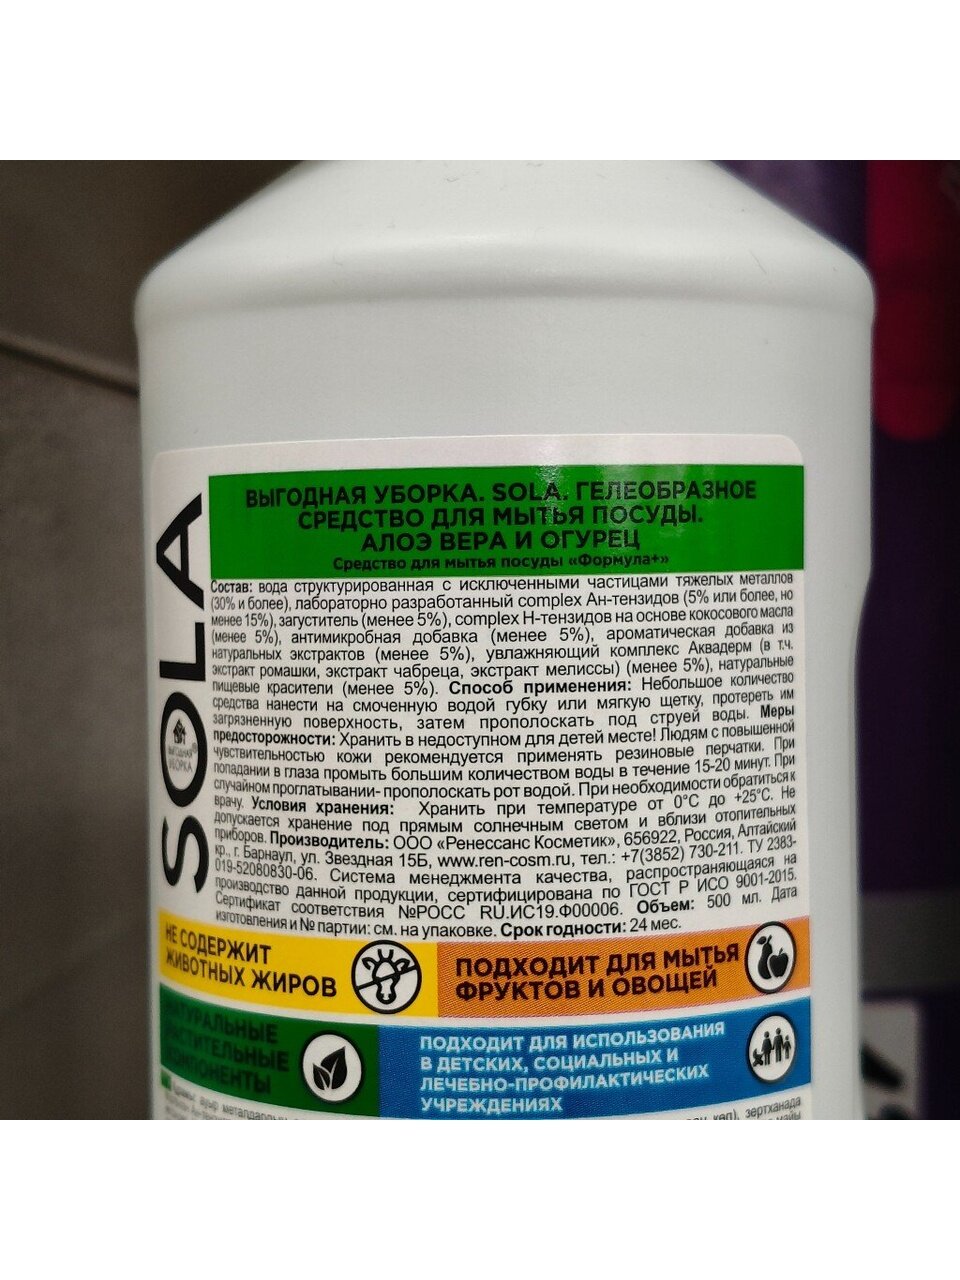 SOLA
ВЫГОДНАЯ
УБОРКА
ВЫГОДНАЯ УБОРКА. SOLA. ГЕЛЕОБРАЗНОЕ
СРЕДСТВО ДЛЯ МЫТЬЯ ПОСУДЫ.
АЛОЭ ВЕРА И ОГУРЕЦ
Средство для мытья посуды «Формула+»
Состав: вода структурированная с исключенными частицами тяжелых металлов
(30% и более), лабораторно разработанный complex Ан-тензидов (5% или более, но
менее 15%), загуститель (менее 5%), complex Н-тензидов на основе кокосового масла
(менее 5%), антимикробная добавка (менее 5%), ароматическая добавка из
натуральных экстрактов (менее 5%), увлажняющий комплекс Аквадерм (в т.ч.
экстракт ромашки, экстракт чабреца, экстракт мелиссы) (менее 5%), натуральные
пищевые красители (менее 5%). Способ применения: Небольшое количество
средства нанести на смоченную водой губку или мягкую щетку, протереть им
загрязненную поверхность, затем прополоскать под струей воды. Меры
предосторожности: Хранить в недоступном для детей месте! Людям с повышенной
чувствительностью кожи рекомендуется применять резиновые перчатки. При
попадании в глаза промыть большим количеством воды в течение 15-20 минут. При
случайном проглатывании- прополоскать рот водой. При необходимости обратиться к
врачу. Условия хранения: Хранить при температуре от 0°C до +25°C. Не
допускается хранение под прямым солнечным светом и вблизи отопительных
приборов. Производитель: ООО «Ренессанс Косметик», 656922, Россия, Алтайский
кр., г. Барнаул, ул. Звездная 15Б, www.ren-cosm.ru, тел.: +7(3852) 730-211. ТУ 2383-
019-52080830-06. Система менеджмента качества, распространяющаяся на
производство данной продукции, сертифицирована по ГОСТ Р ИСО 9001-2015.
Сертификат соответствия №РОСС RU.ИС19.Ф00006. Объем: 500 мл. Дата
изготовления и № партии: см. на упаковке. Срок годности: 24 мес.
НЕ СОДЕРЖИТ
ЖИВОТНЫХ ЖИРОВ
ПОДХОДИТ ДЛЯ МЫТЬЯ
ФРУКТОВ И ОВОЩЕЙ
НАТУРАЛЬНЫЕ
РАСТИТЕЛЬНЫЕ
КОМПОНЕНТЫ
ПОДХОДИТ ДЛЯ ИСПОЛЬЗОВАНИЯ
В ДЕТСКИХ, СОЦИАЛЬНЫХ И
ЛЕЧЕБНО-ПРОФИЛАКТИЧЕСКИХ
УЧРЕЖДЕНИЯХ
ауыр көп), зертханада